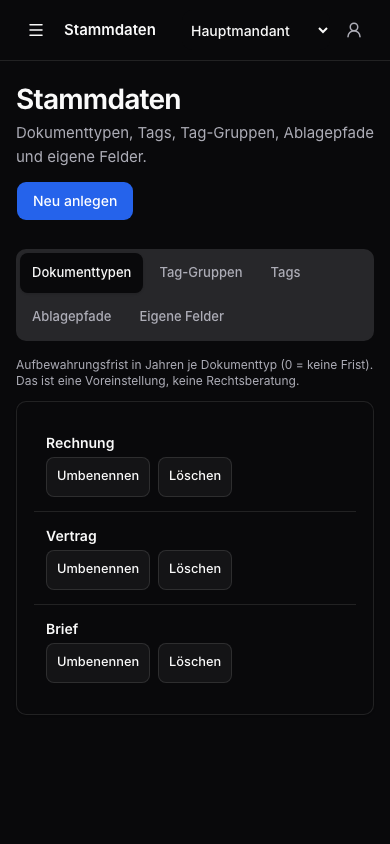 Stammdaten
Hauptmandant
Stammdaten
Dokumenttypen, Tags, Tag-Gruppen, Ablagepfade
und eigene Felder.
Neu anlegen
Dokumenttypen
Tag-Gruppen
Tags
Ablagepfade
Eigene Felder
Aufbewahrungsfrist in Jahren je Dokumenttyp (0 = keine Frist).
Das ist eine Voreinstellung, keine Rechtsberatung.
Rechnung
Umbenennen
Löschen
Vertrag
Umbenennen
Löschen
Brief
Umbenennen
Löschen